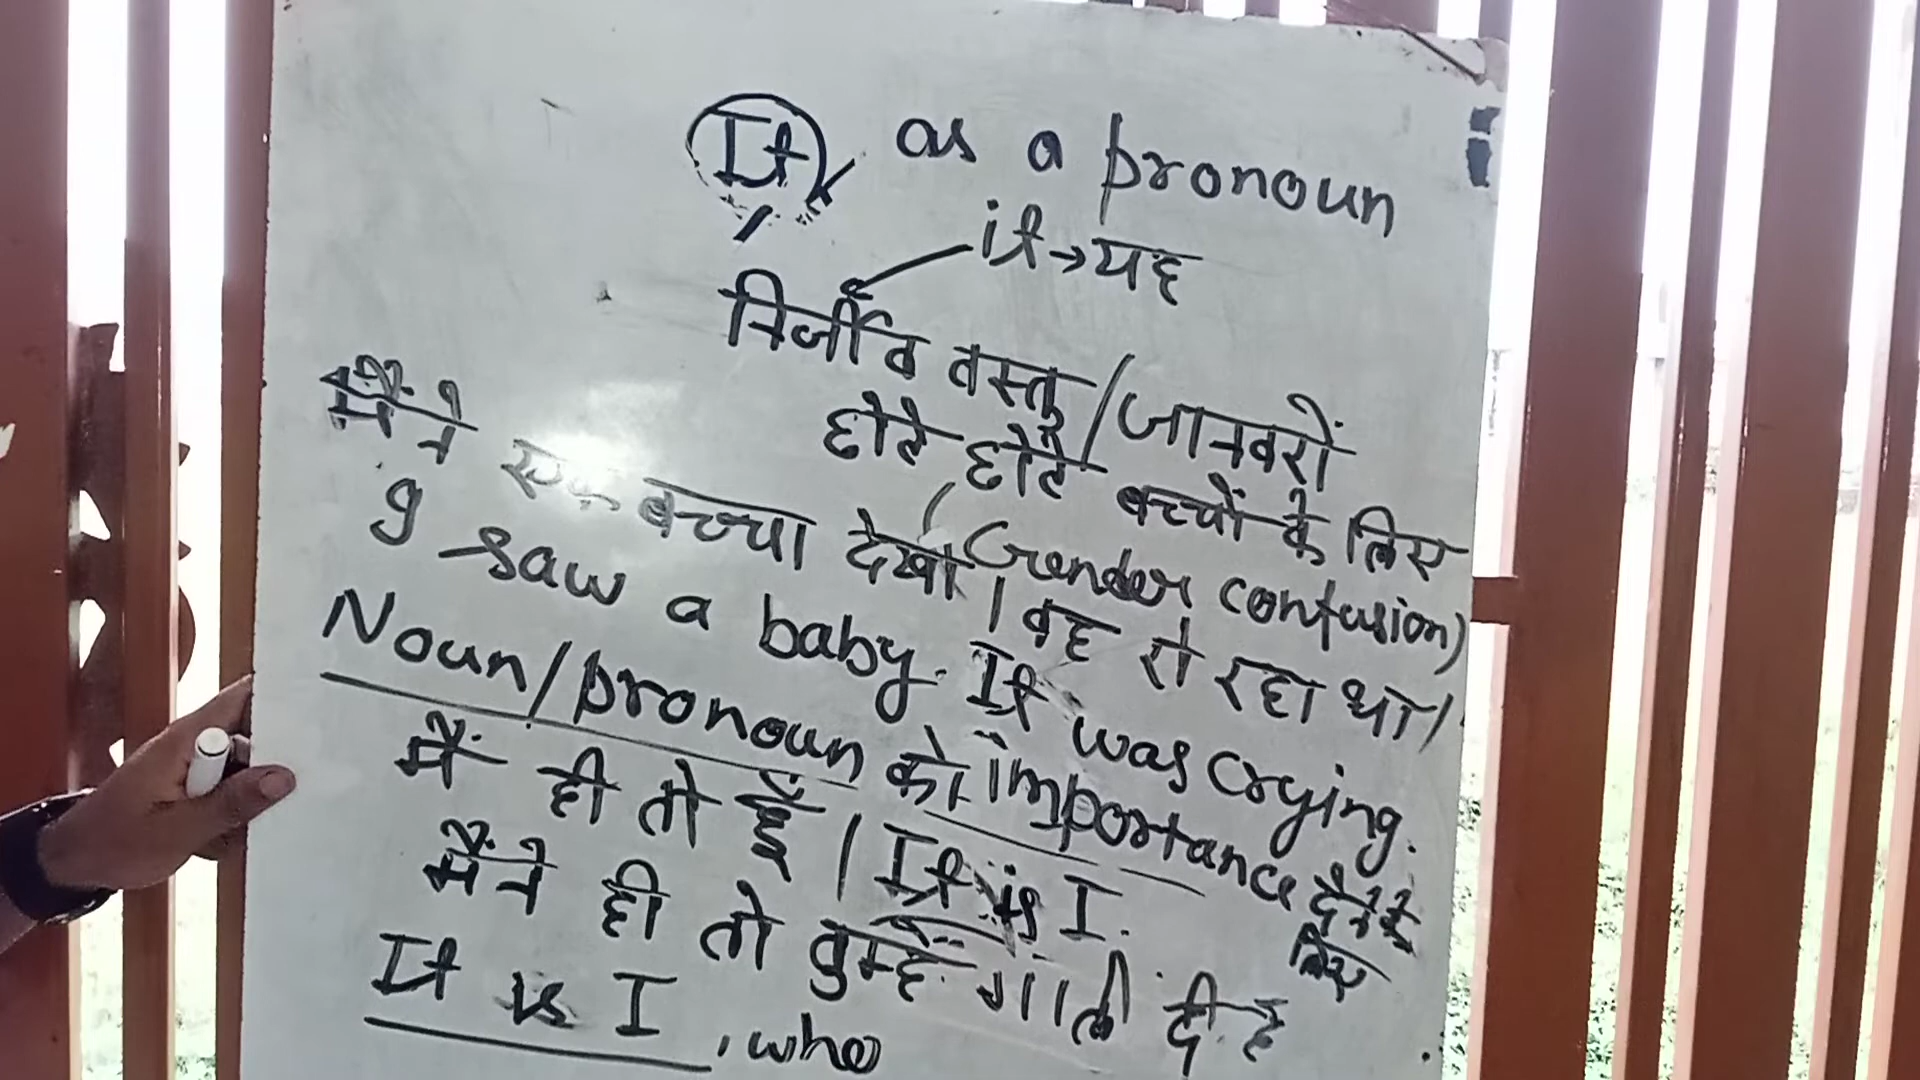 It as a pronoun
it→यह
निर्जीव वस्तु/जानवरों
छोटे छोटे बच्चों के लिए
(Gender confusion)
मैंने एक बच्चा देखा। वह रो रहा था।
I saw a baby. It was crying.
Noun/pronoun को importance देने के लिए
मैं ही तो हूँ। It is I.
मैंने ही तो तुम्हें गाली दी है
It is I, who